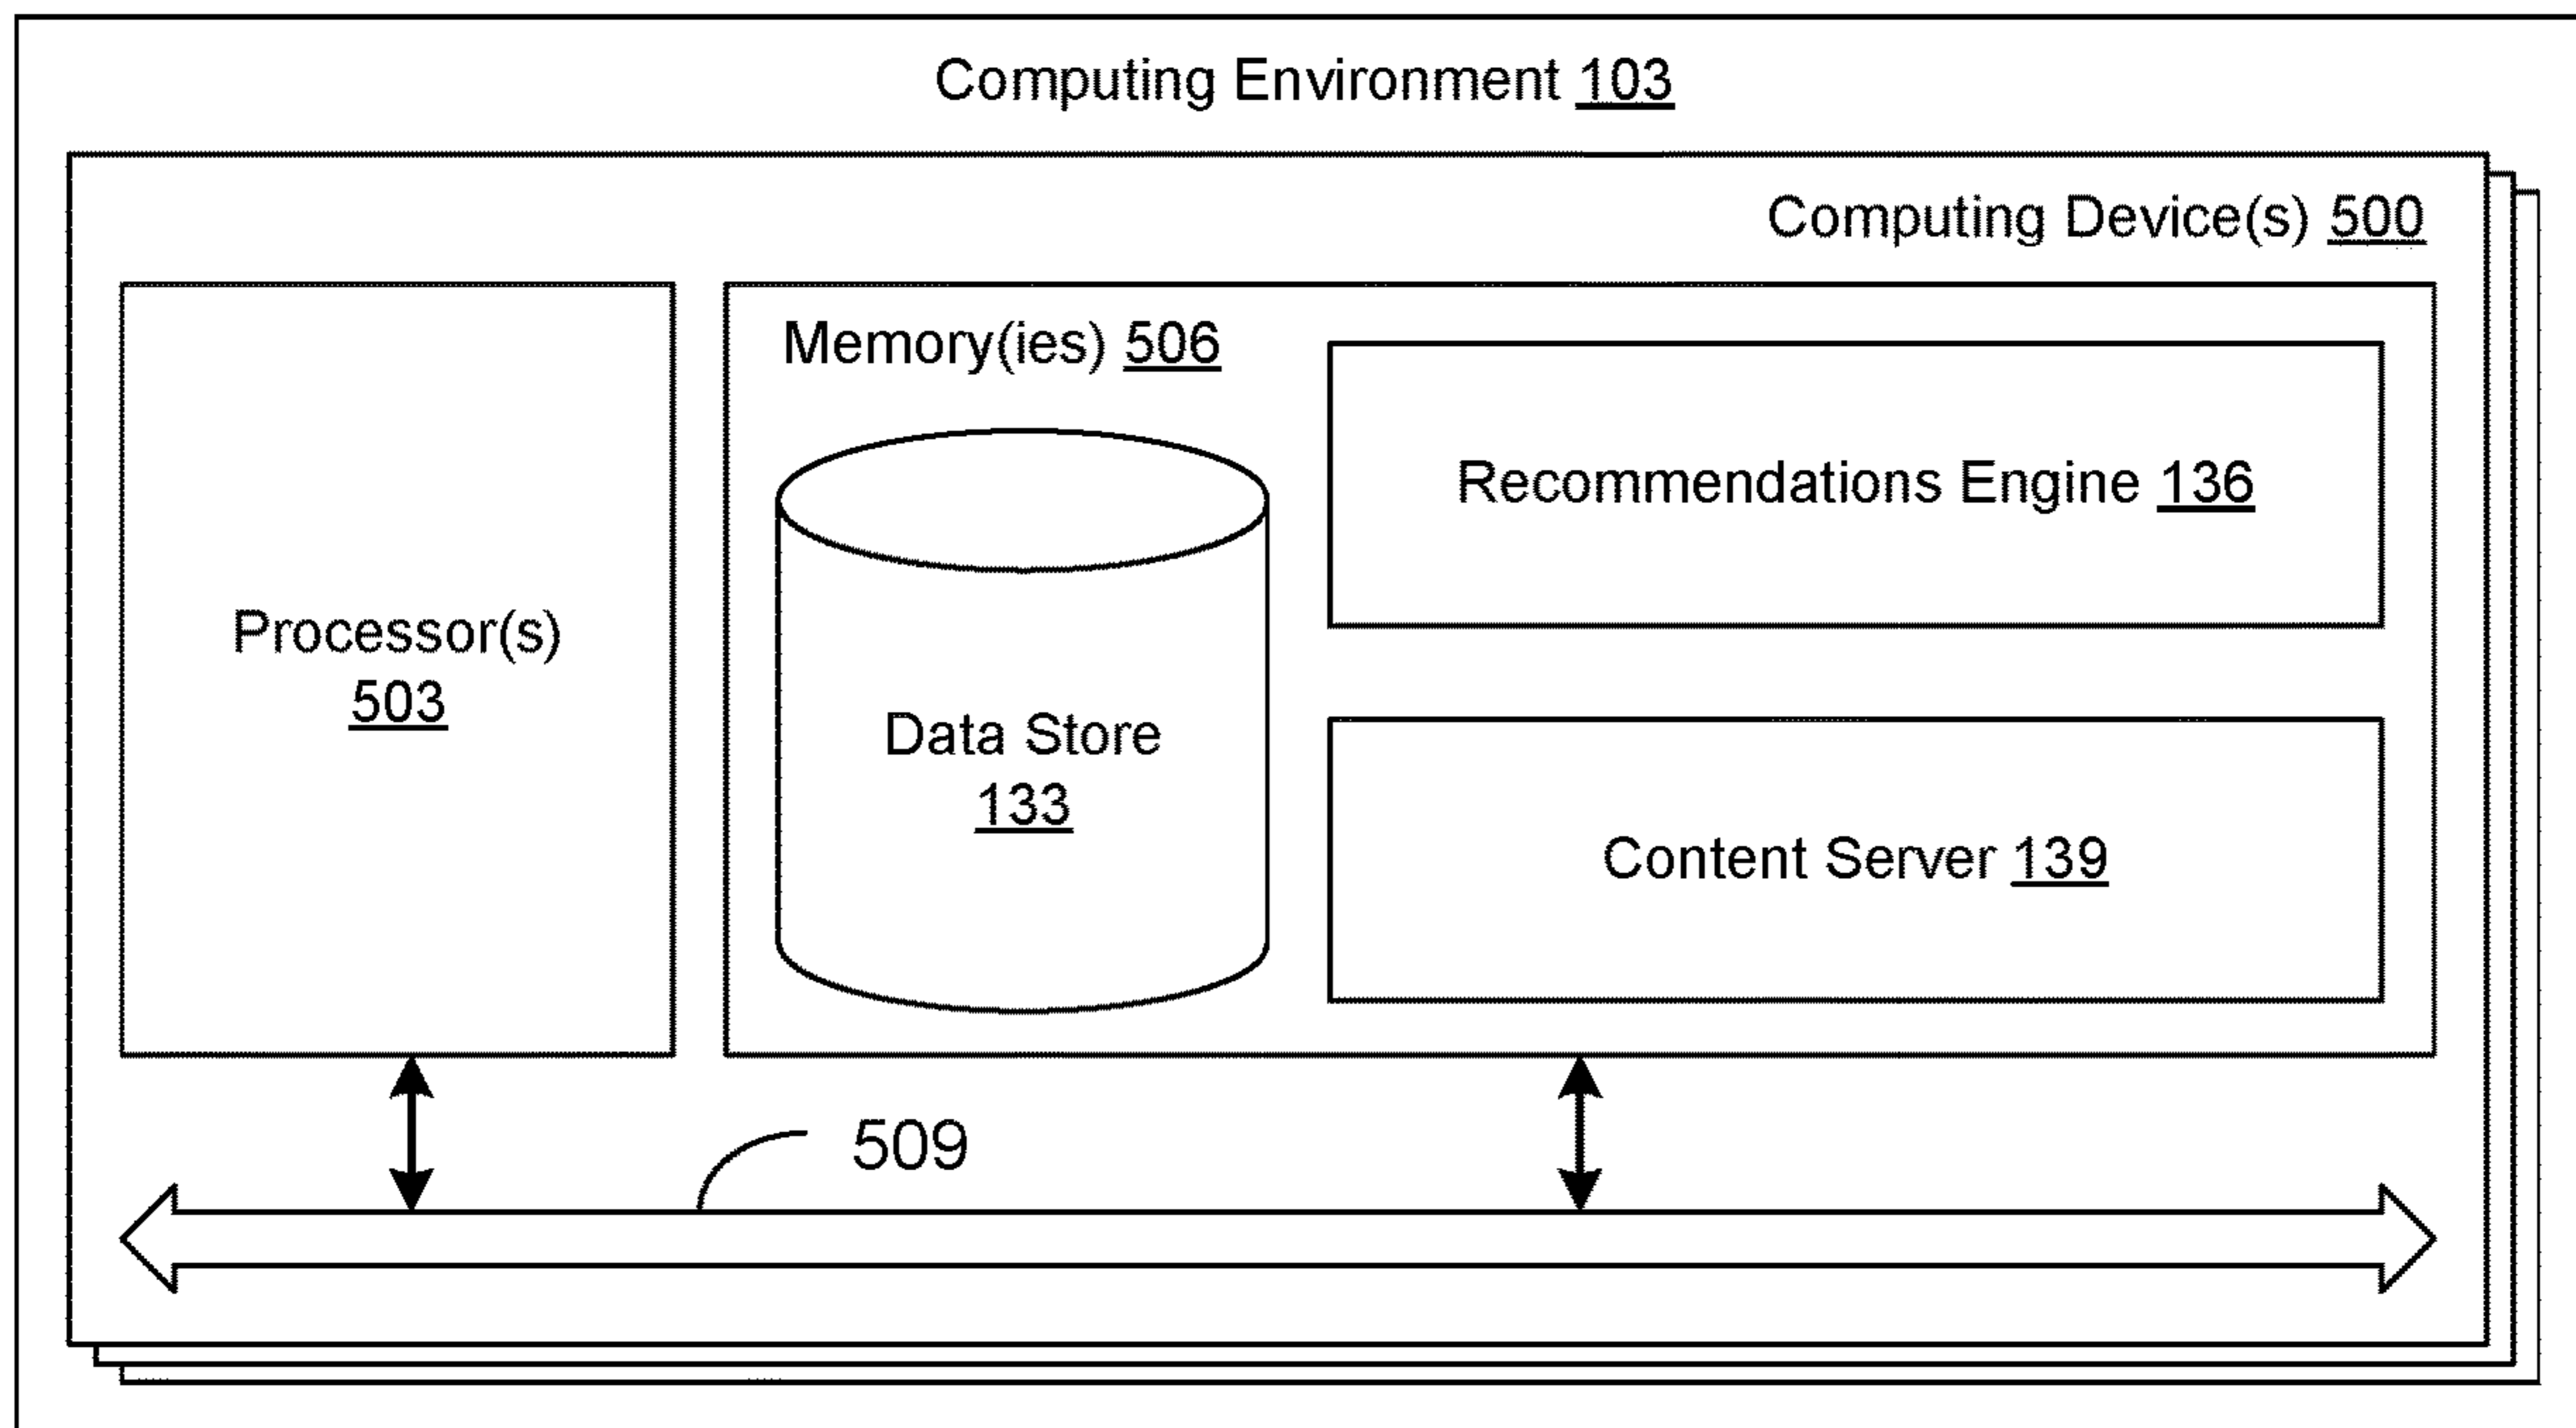 Computing Environment 103
Computing Device(s) 500
Processor(s)
503
Memory(ies) 506
Data Store
133
Recommendations Engine 136
Content Server 139
509